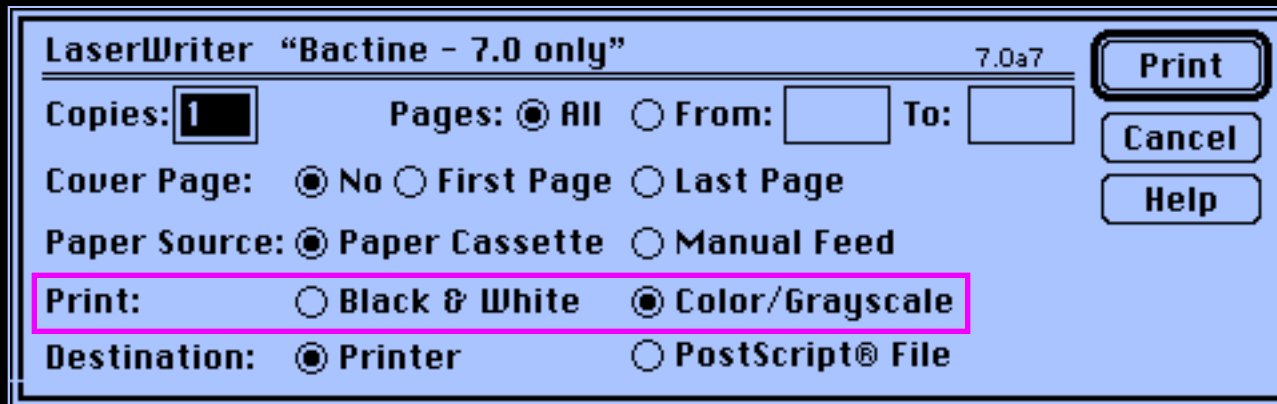 LaserWriter “Bactine - 7.0 only” 7.0a7 Print
Copies: 1 Pages: All From: To: Cancel
Cover Page: No First Page Last Page Help
Paper Source: Paper Cassette Manual Feed
Print: Black & White Color/Grayscale
Destination: Printer PostScript® File